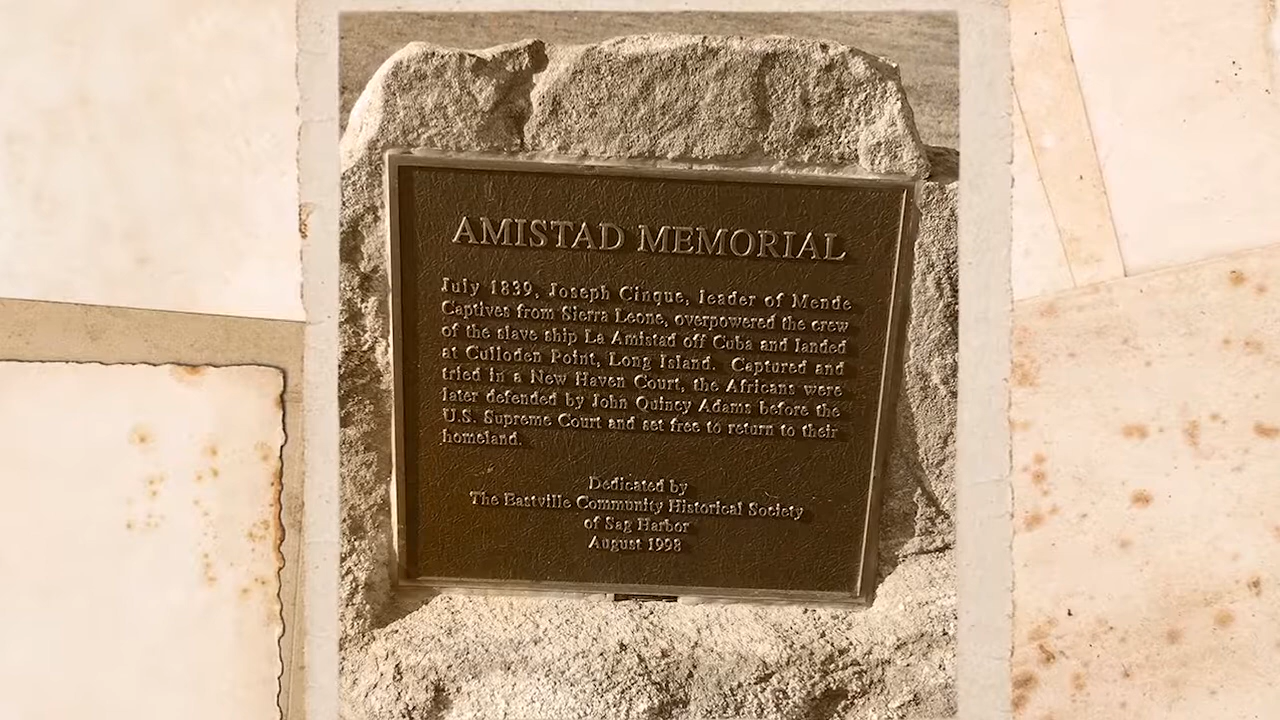 AMISTAD MEMORIAL
July 1839, Joseph Cinque, leader of Mende
Captives from Sierra Leone, overpowered the crew
of the slave ship La Amistad off Cuba and landed
at Culloden Point, Long Island. Captured and
tried in a New Haven Court, the Africans were
later defended by John Quincy Adams before the
U.S. Supreme Court and set free to return to their
homeland.
Dedicated by
The Eastville Community Historical Society
of Sag Harbor
August 1998